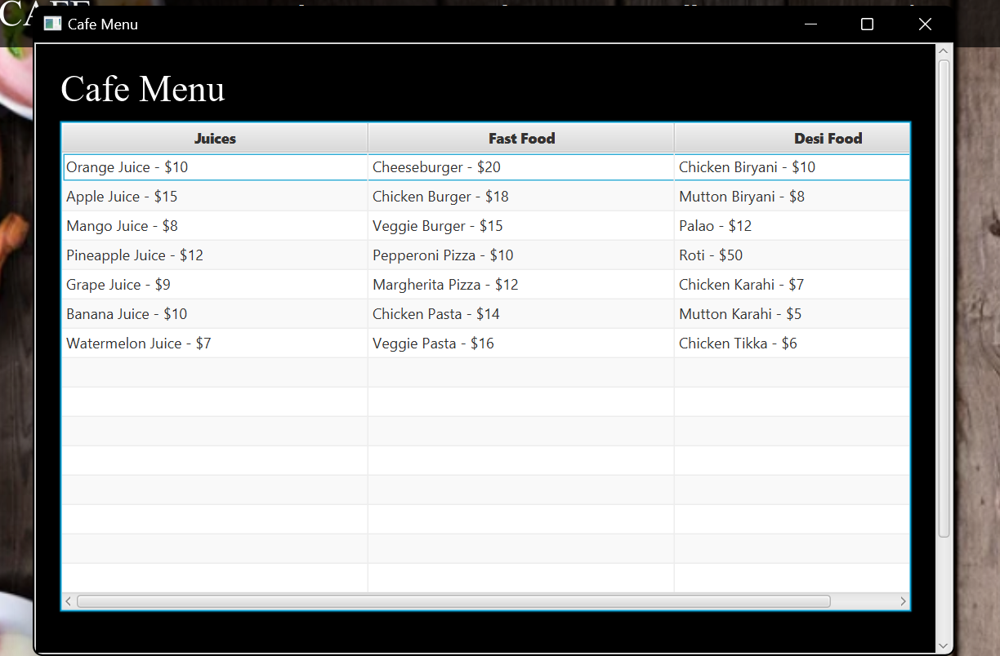 CAFE
Cafe Menu
Cafe Menu
Juices Fast Food Desi Food
Orange Juice - $10 Cheeseburger - $20 Chicken Biryani - $10
Apple Juice - $15 Chicken Burger - $18 Mutton Biryani - $8
Mango Juice - $8 Veggie Burger - $15 Palao - $12
Pineapple Juice - $12 Pepperoni Pizza - $10 Roti - $50
Grape Juice - $9 Margherita Pizza - $12 Chicken Karahi - $7
Banana Juice - $10 Chicken Pasta - $14 Mutton Karahi - $5
Watermelon Juice - $7 Veggie Pasta - $16 Chicken Tikka - $6